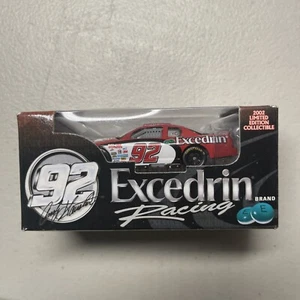 2002
LIMITED
EDITION
COLLECTIBLE
Excedrin
92
92
Excedrin
Racing
BRAND
E